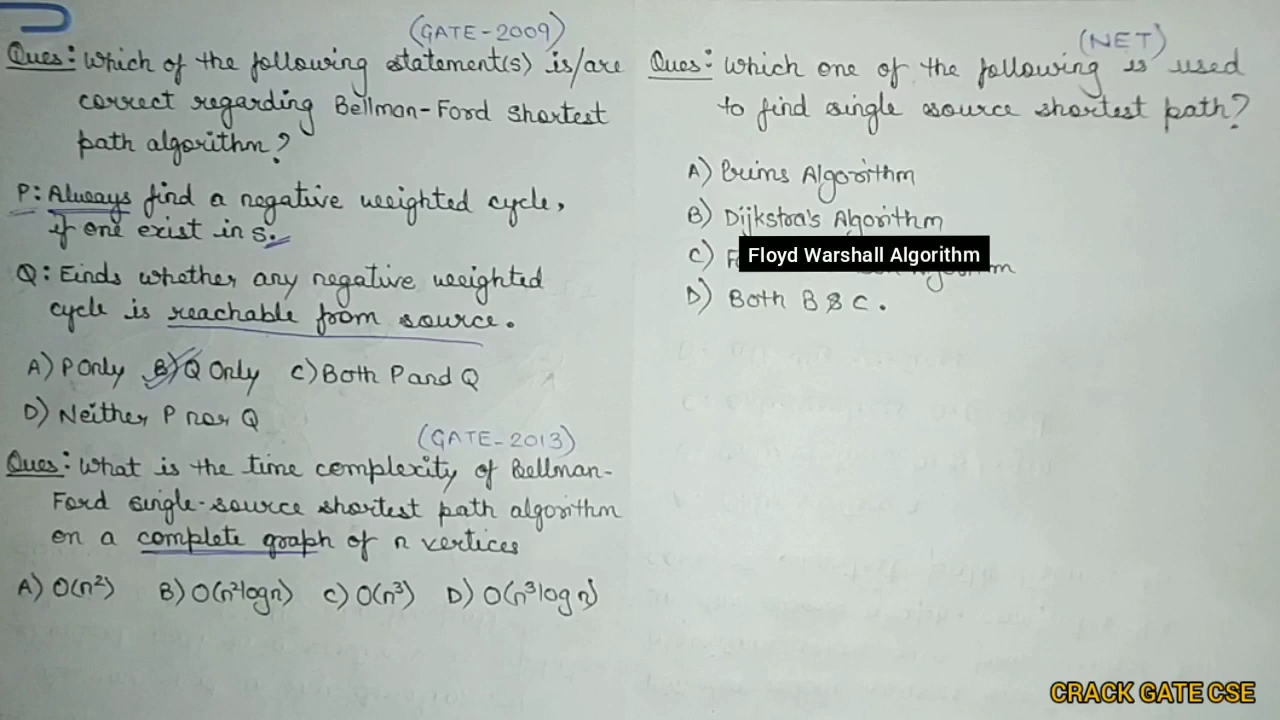 (GATE-2009)
Ques: Which of the following statement(s) is/are
correct regarding Bellman-Ford shortest
path algorithm?
P: Always find a negative weighted cycle,
if one exist in s.
Q: Finds whether any negative weighted
cycle is reachable from source.
A) P Only B) Q Only C) Both P and Q
D) Neither P nor Q
(GATE-2013)
Ques: What is the time complexity of Bellman-
Ford single-source shortest path algorithm
on a complete graph of n vertices
A) O(n²) B) O(n²logn) C) O(n³) D) O(n³log n)
(NET)
Ques: Which one of the following is used
to find single source shortest path?
A) Prims Algorithm
B) Dijkstra's Algorithm
C)
Floyd Warshall Algorithm
D) Both B & C.
CRACK GATE CSE